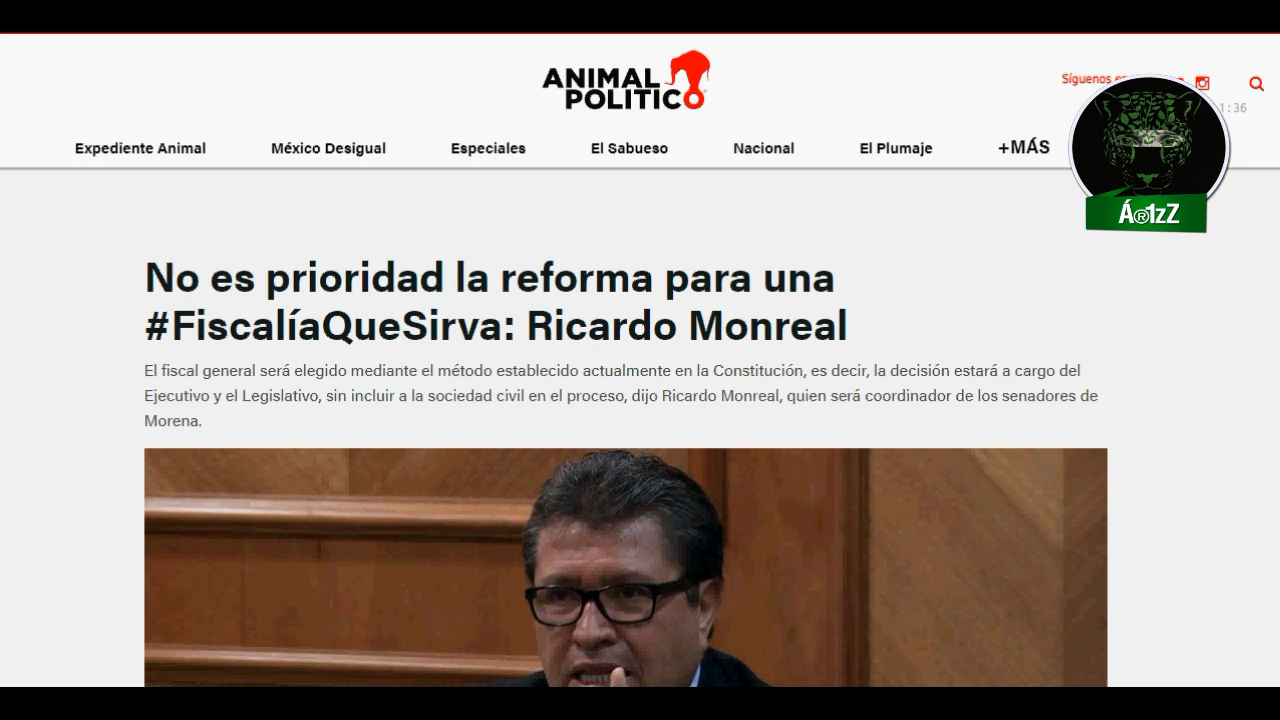 ANIMAL
POLITICO
Síguenos
1:36
Expediente Animal México Desigual Especiales El Sabueso Nacional El Plumaje +MÁS
Á®1zZ
No es prioridad la reforma para una
#FiscalíaQueSirva: Ricardo Monreal
El fiscal general será elegido mediante el método establecido actualmente en la Constitución, es decir, la decisión estará a cargo del
Ejecutivo y el Legislativo, sin incluir a la sociedad civil en el proceso, dijo Ricardo Monreal, quien será coordinador de los senadores de
Morena.